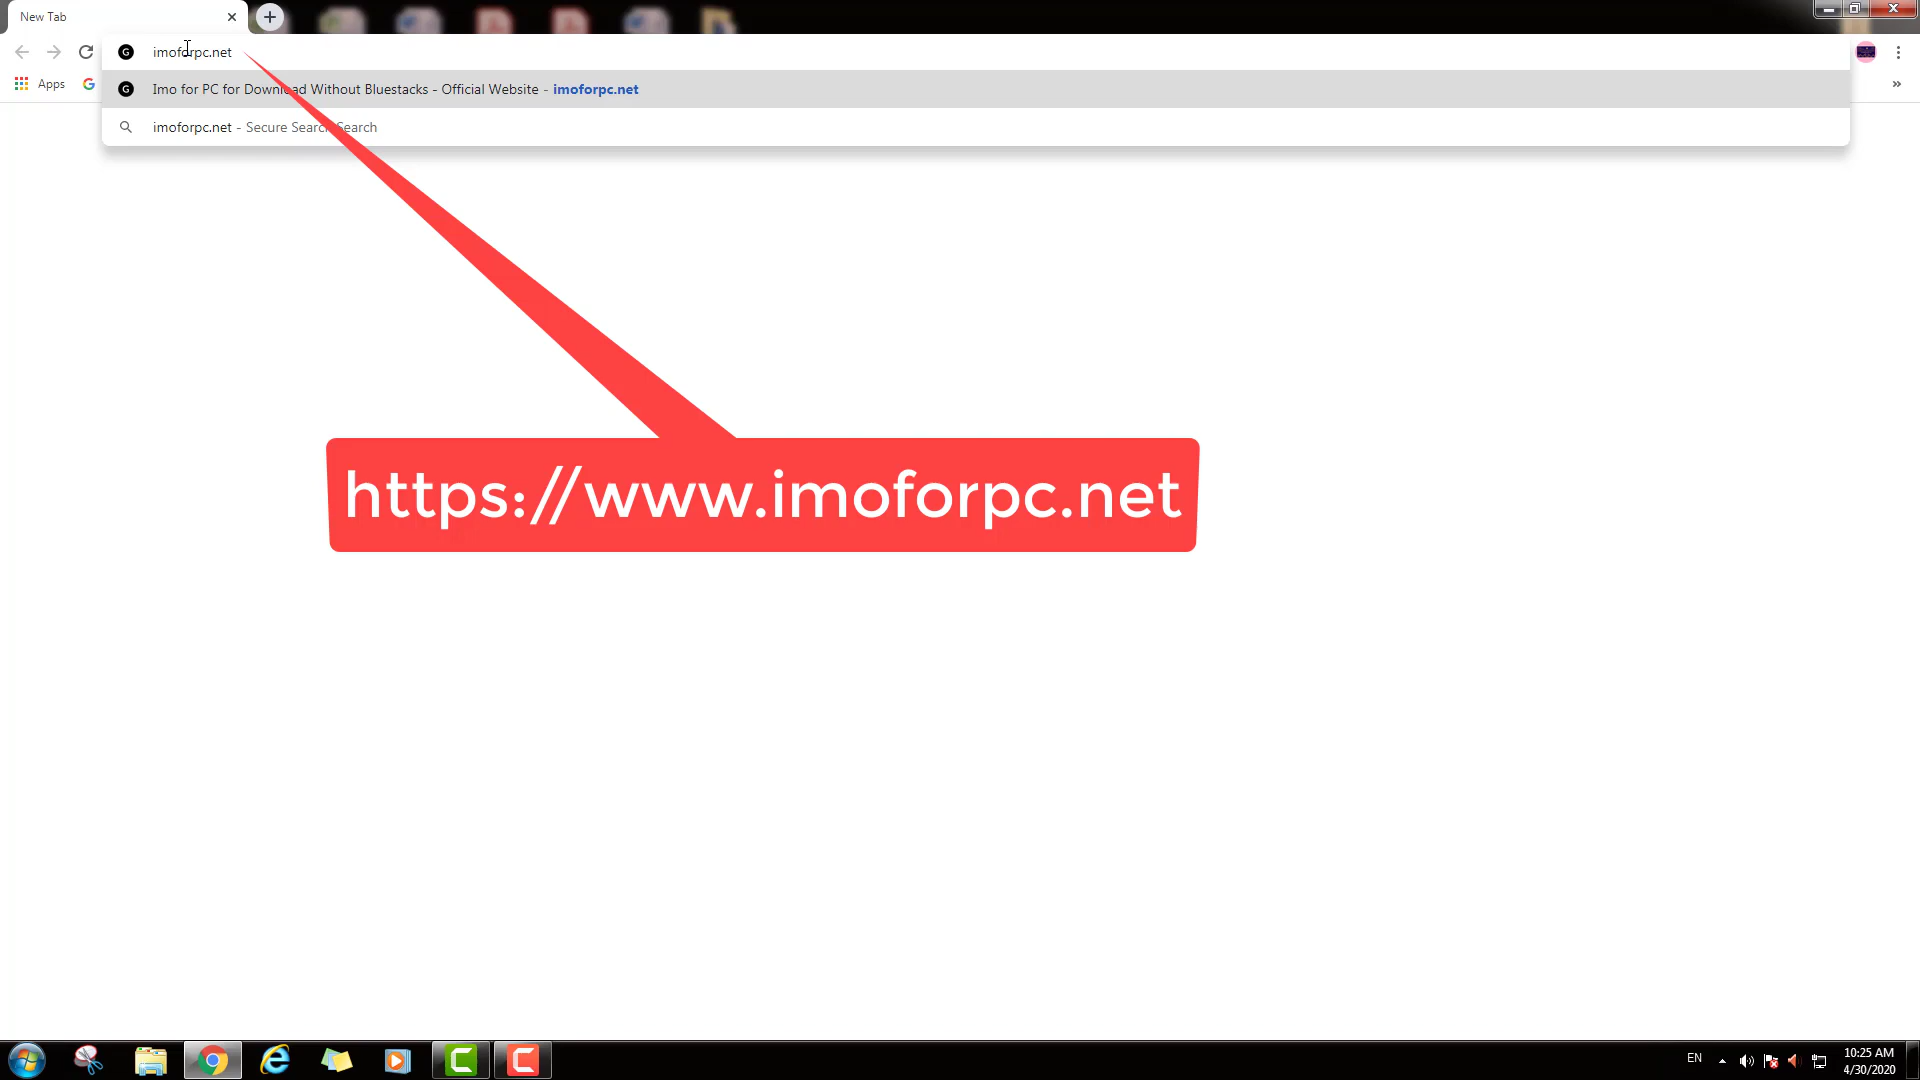 New Tab
imoforpc.net
Imo for PC for Download Without Bluestacks - Official Website - imoforpc.net
imoforpc.net - Secure Search Search
Apps
https://www.imoforpc.net
EN
10:25 AM
4/30/2020